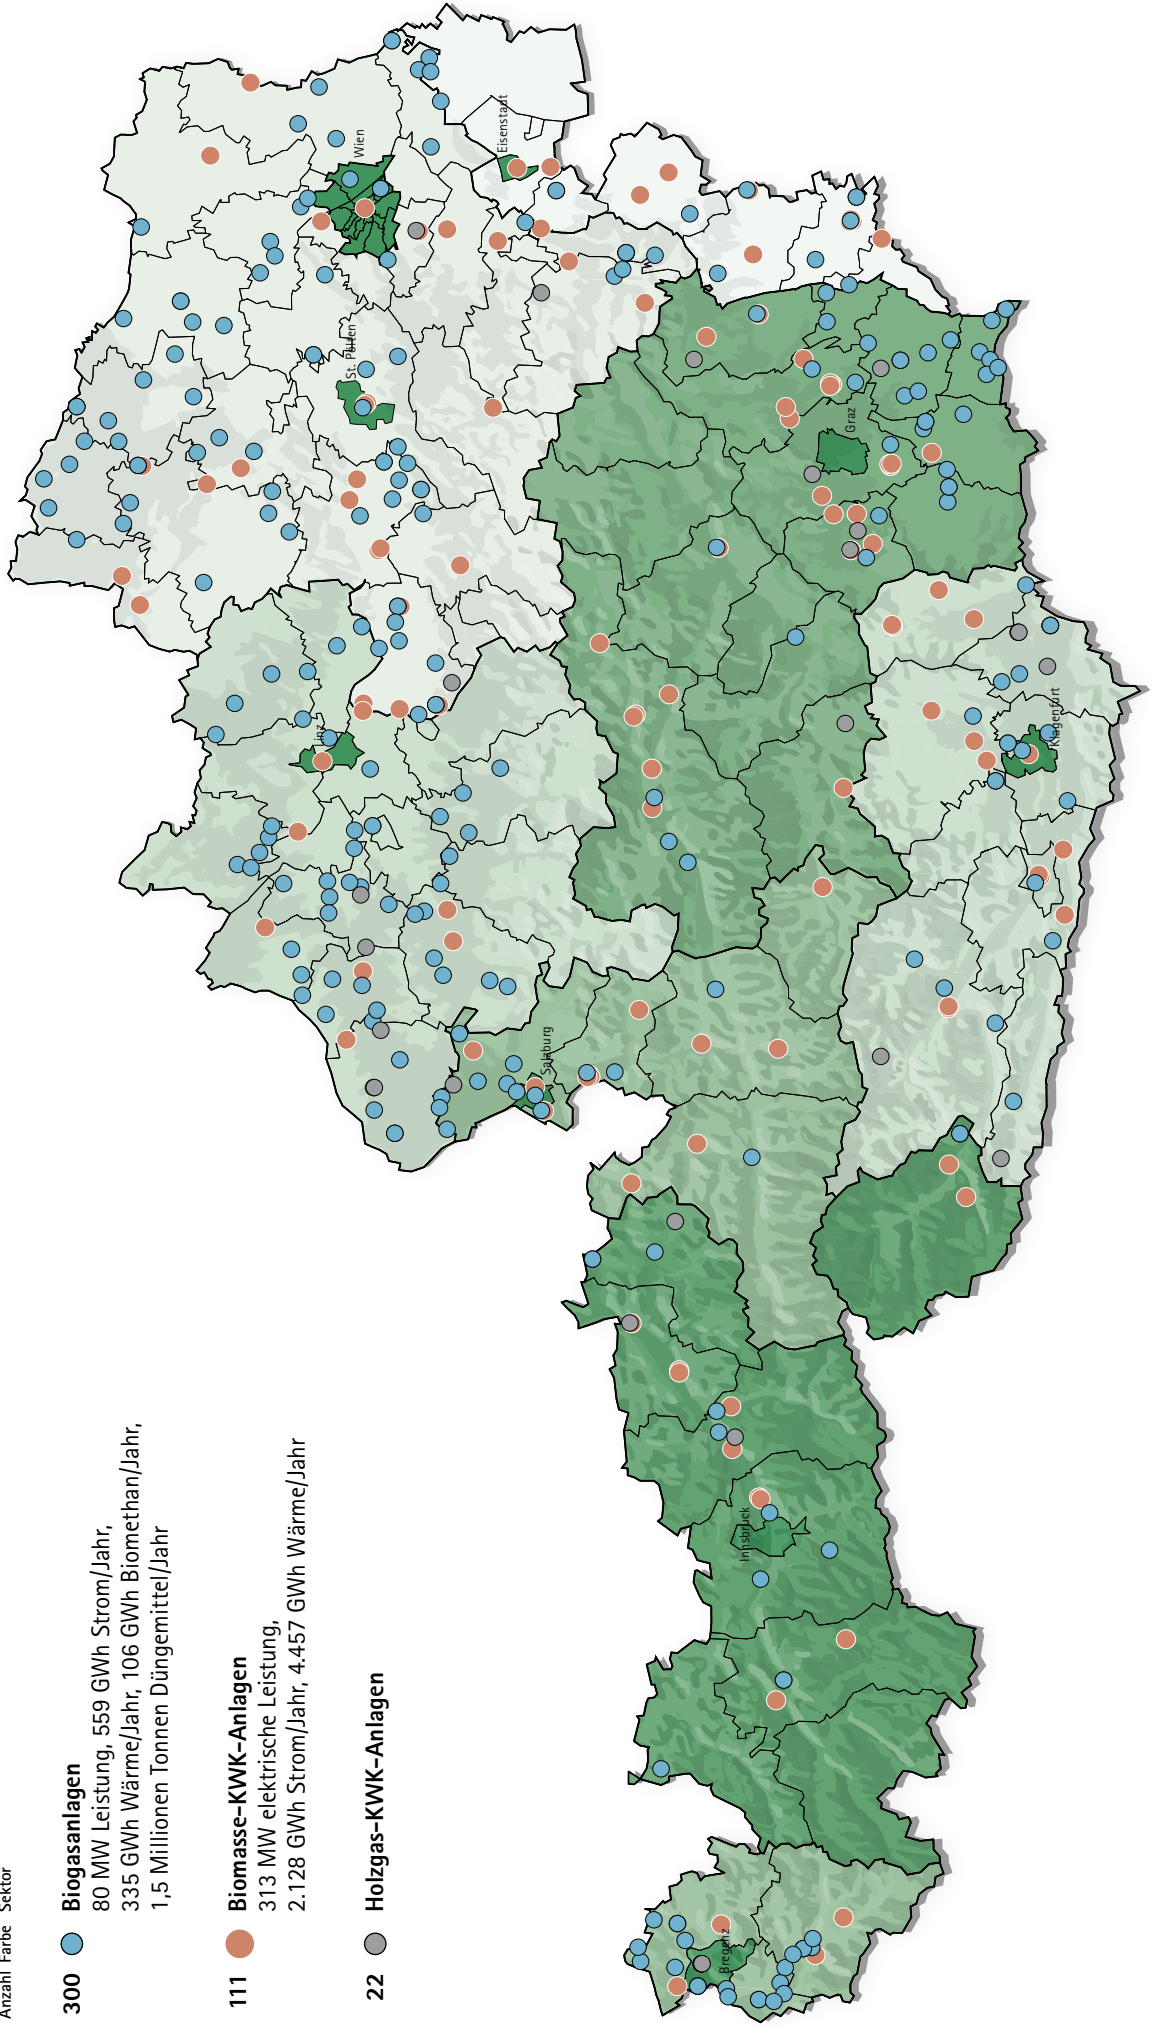 Anzahl Farbe Sektor
300 Biogasanlagen
80 MW Leistung, 559 GWh Strom/Jahr,
335 GWh Wärme/Jahr, 106 GWh Biomethan/Jahr,
1,5 Millionen Tonnen Düngemittel/Jahr
111 Biomasse-KWK-Anlagen
313 MW elektrische Leistung,
2.128 GWh Strom/Jahr, 4.457 GWh Wärme/Jahr
22 Holzgas-KWK-Anlagen
Bregenz
Innsbruck
Salzburg
Linz
St. Pölten
Wien
Eisenstadt
Graz
Klagenfurt